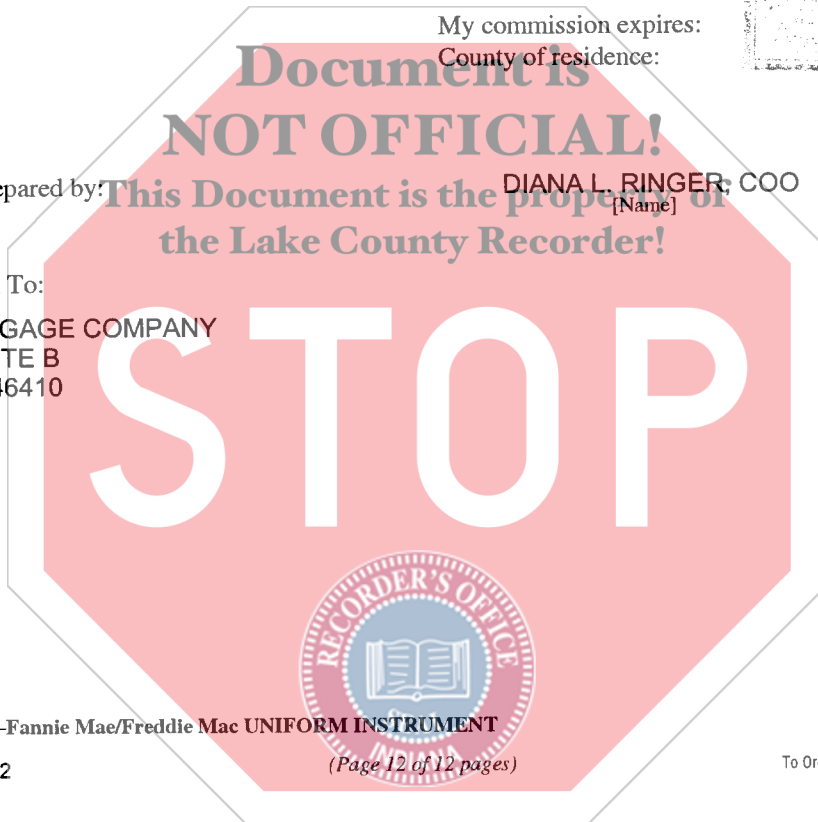 My commission expires:
County of residence:
Document is
NOT OFFICIAL!
epared by:
DIANA L. RINGER, COO
[Name]
This Document is the property of
the Lake County Recorder!
To:
GAGE COMPANY
TE B
46410
STOP
RECORDER'S OFFICE
SEAL
INDIANA
-Fannie Mae/Freddie Mac UNIFORM INSTRUMENT
2
(Page 12 of 12 pages)
To Or